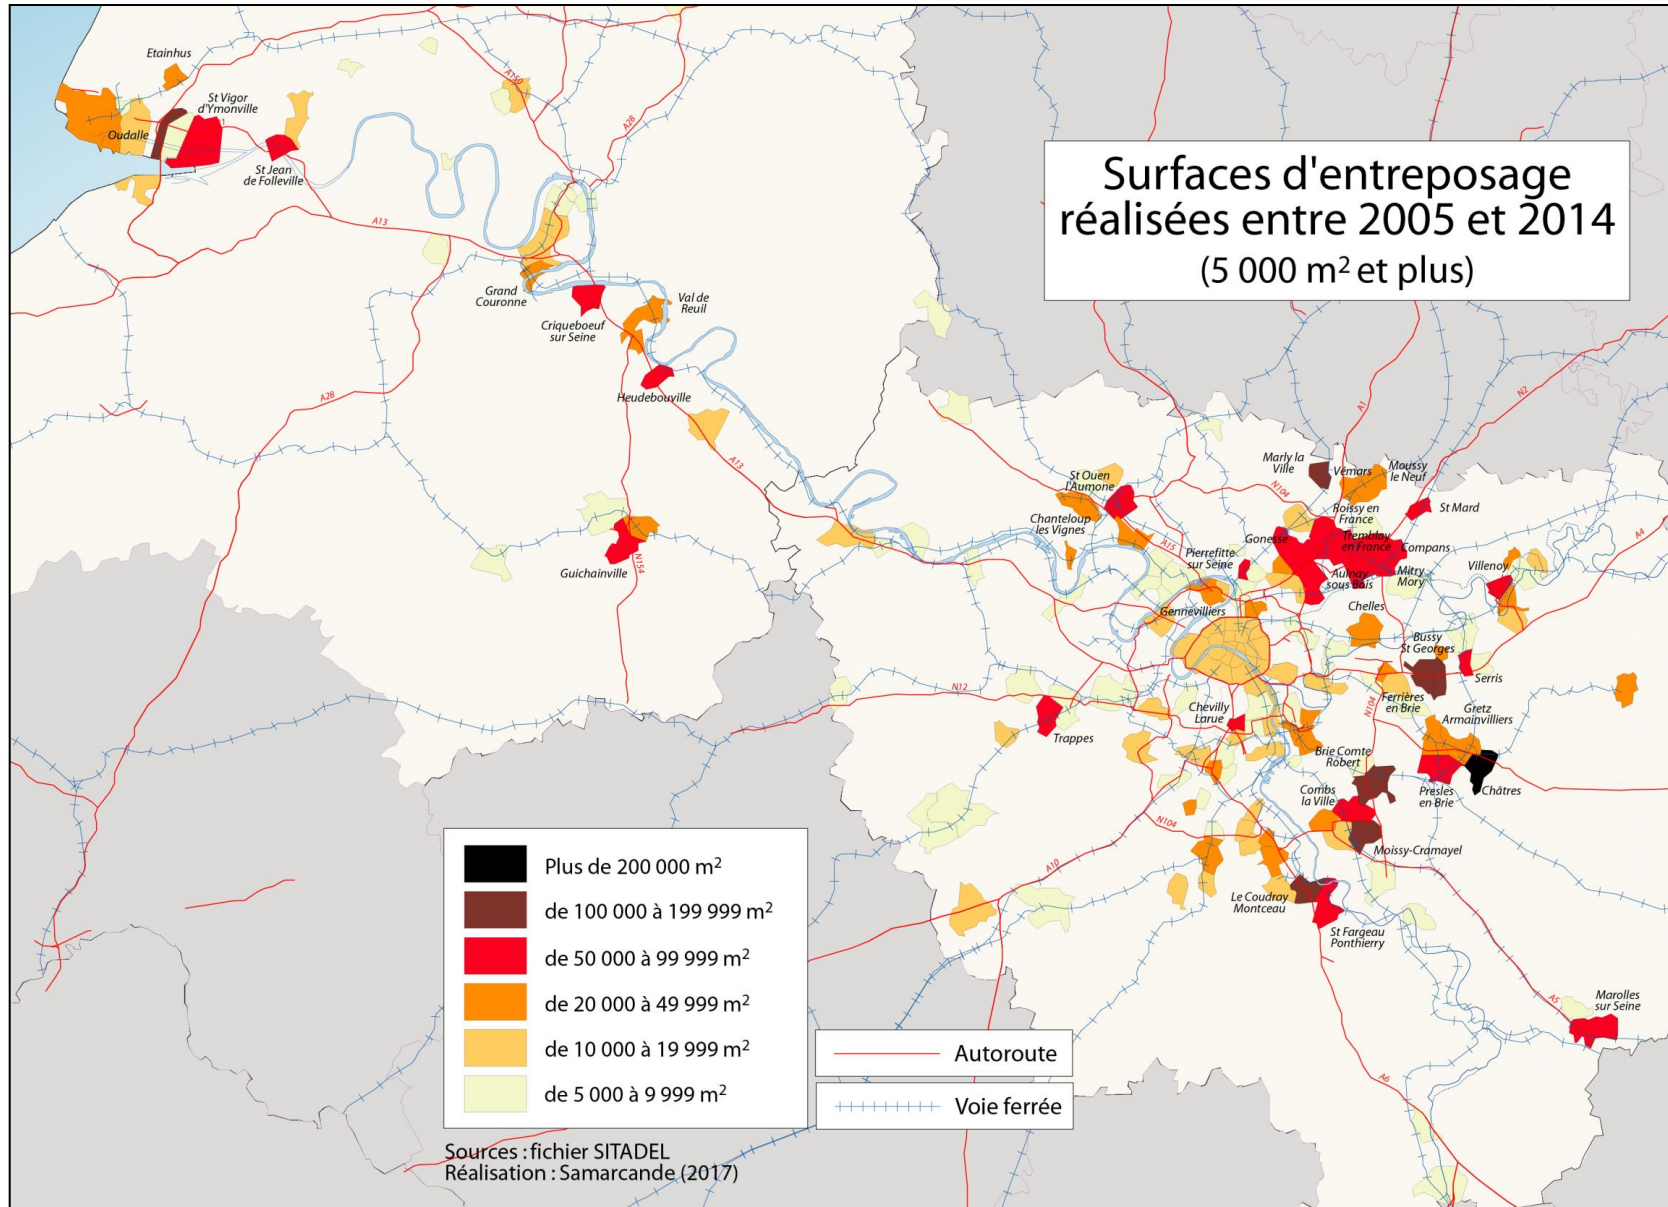 Surfaces d'entreposage
réalisées entre 2005 et 2014
(5 000 m² et plus)
Etainhus
St Vigor
d'Ymonville
Oudalle
St Jean
de Folleville
A150
A28
A13
Grand
Couronne
Criqueboeuf
sur Seine
Val de
Reuil
Heudebouville
A28
A13
Guichainville
N154
A1
N2
Marly la
Ville
Vémars
Moussy
le Neuf
N104
St Ouen
l'Aumone
Roissy en
France
St Mard
Chanteloup
les Vignes
A15
Gonesse
Tremblay
en France
Compans
A4
Pierrefitte
sur Seine
Aulnay
sous Bois
Mitry
Mory
Villenoy
Gennevilliers
Chelles
Bussy
St Georges
Serris
N12
Ferrières
en Brie
N104
Chevilly
Larue
Gretz
Armainvilliers
Trappes
Brie Comte
Robert
Combs
la Ville
Presles
en Brie
Châtres
N104
Moissy-Cramayel
A10
Le Coudray
Montceau
St Fargeau
Ponthierry
A5
Marolles
sur Seine
A6
Plus de 200 000 m²
de 100 000 à 199 999 m²
de 50 000 à 99 999 m²
de 20 000 à 49 999 m²
de 10 000 à 19 999 m²
de 5 000 à 9 999 m²
Autoroute
Voie ferrée
Sources : fichier SITADEL
Réalisation : Samarcande (2017)